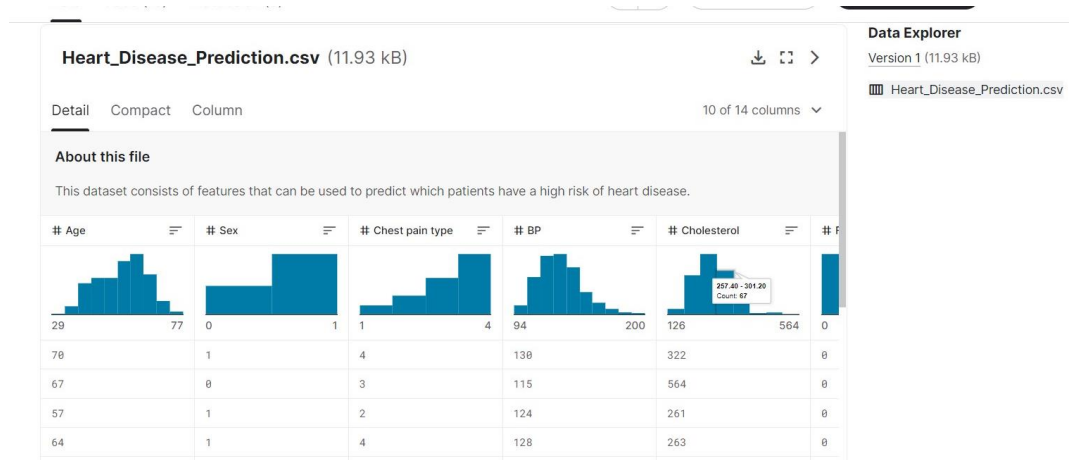 Data Explorer
Version 1 (11.93 kB)
Heart_Disease_Prediction.csv
Heart_Disease_Prediction.csv (11.93 kB)
Detail Compact Column 10 of 14 columns
About this file
This dataset consists of features that can be used to predict which patients have a high risk of heart disease.
# Age # Sex # Chest pain type # BP # Cholesterol #
257.40 - 301.20
Count: 67
29 77 0 1 1 4 94 200 126 564 0
70 1 4 130 322 0
67 0 3 115 564 0
57 1 2 124 261 0
64 1 4 128 263 0